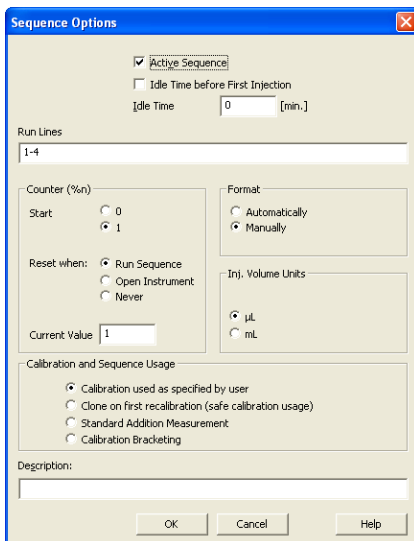 Sequence Options
Active Sequence
Idle Time before First Injection
Idle Time 0 [min.]
Run Lines
1-4
Counter (%n)
Start 0
1
Reset when: Run Sequence
Open Instrument
Never
Current Value 1
Format
Automatically
Manually
Inj. Volume Units
µL
mL
Calibration and Sequence Usage
Calibration used as specified by user
Clone on first recalibration (safe calibration usage)
Standard Addition Measurement
Calibration Bracketing
Description:
OK Cancel Help